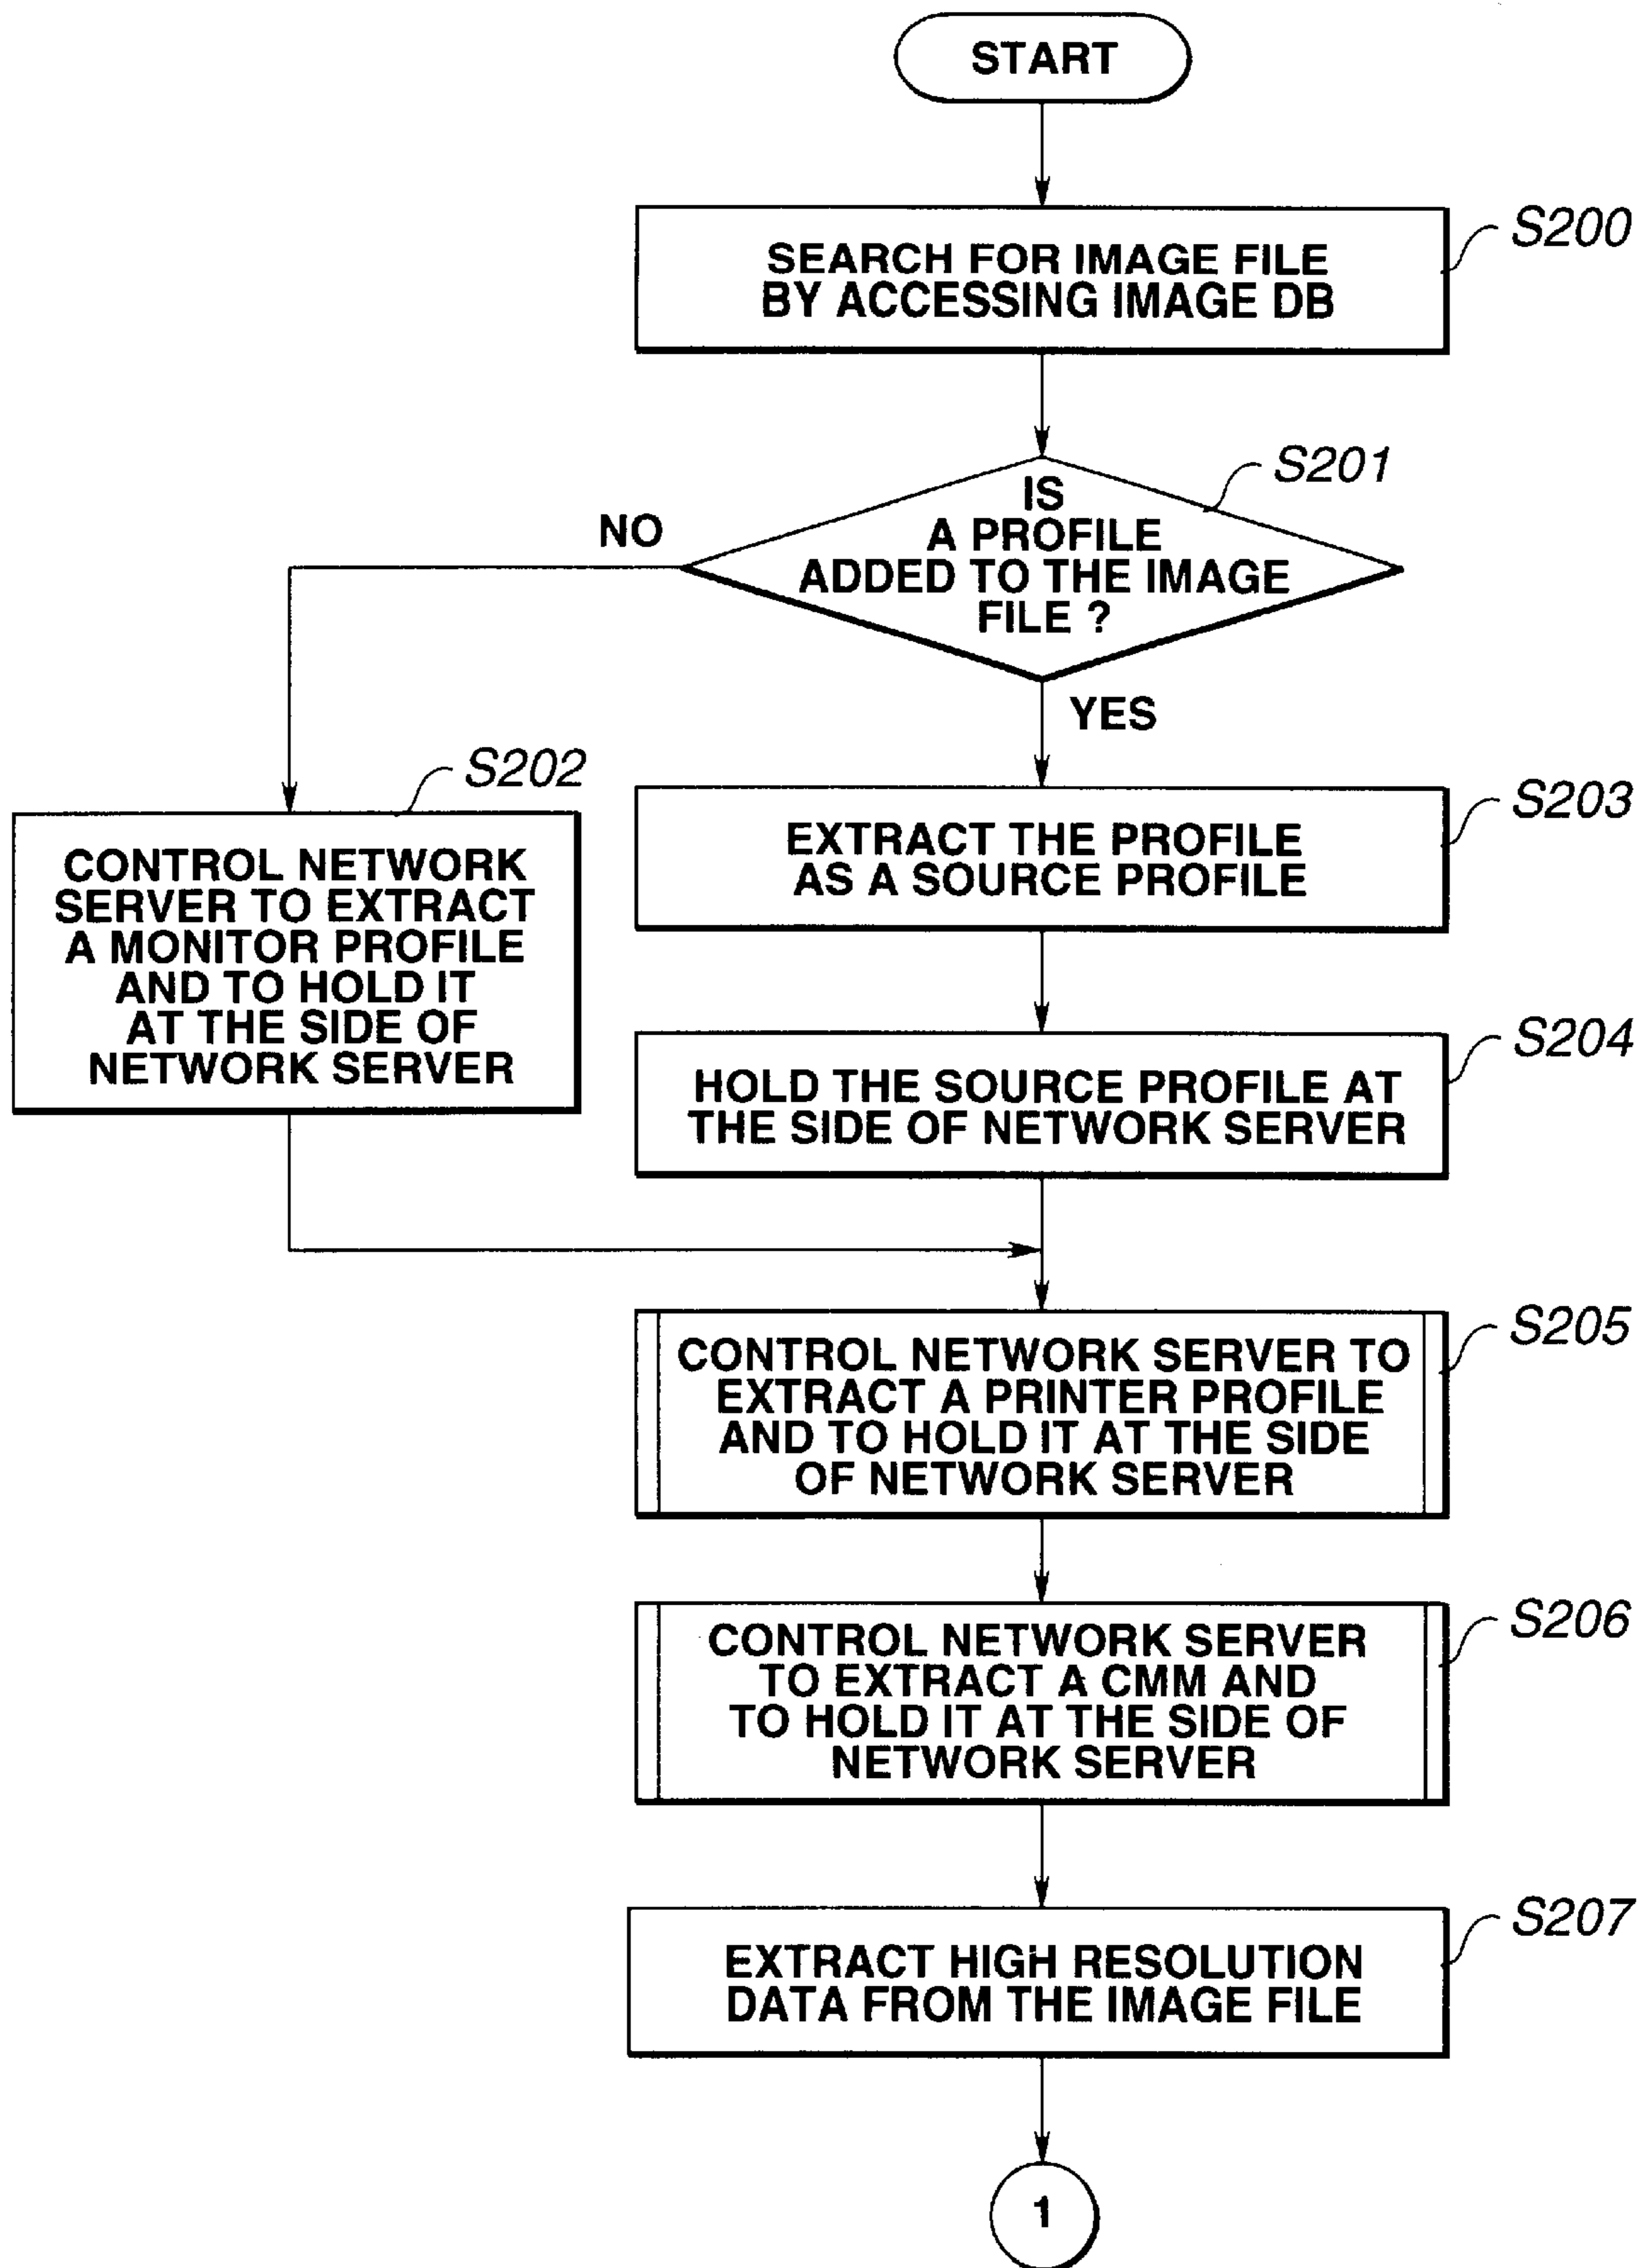 START
S200
SEARCH FOR IMAGE FILE
BY ACCESSING IMAGE DB
S201
IS
A PROFILE
ADDED TO THE IMAGE
FILE ?
NO
YES
S202
CONTROL NETWORK
SERVER TO EXTRACT
A MONITOR PROFILE
AND TO HOLD IT
AT THE SIDE OF
NETWORK SERVER
S203
EXTRACT THE PROFILE
AS A SOURCE PROFILE
S204
HOLD THE SOURCE PROFILE AT
THE SIDE OF NETWORK SERVER
S205
CONTROL NETWORK SERVER TO
EXTRACT A PRINTER PROFILE
AND TO HOLD IT AT THE SIDE
OF NETWORK SERVER
S206
CONTROL NETWORK SERVER
TO EXTRACT A CMM AND
TO HOLD IT AT THE SIDE OF
NETWORK SERVER
S207
EXTRACT HIGH RESOLUTION
DATA FROM THE IMAGE FILE
1